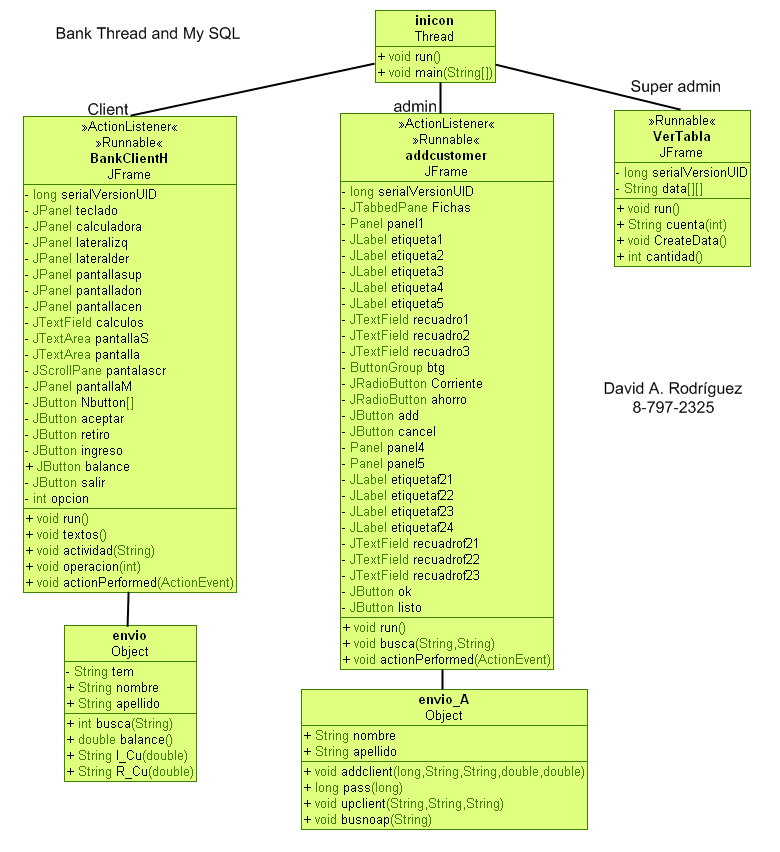 Bank Thread and My SQL
inicon
Thread
+ void run()
+ void main(String[])
Client
»ActionListener«
»Runnable«
BankClientH
JFrame
- long serialVersionUID
- JPanel teclado
- JPanel calculadora
- JPanel lateralizq
- JPanel lateralder
- JPanel pantallasup
- JPanel pantalladon
- JPanel pantallacen
- JTextField calculos
- JTextArea pantallaS
- JTextArea pantalla
- JScrollPane pantalascr
- JPanel pantallaM
- JButton Nbutton[]
- JButton aceptar
- JButton retiro
- JButton ingreso
+ JButton balance
- JButton salir
- int opcion
+ void run()
+ void textos()
+ void actividad(String)
+ void operacion(int)
+ void actionPerformed(ActionEvent)
envio
Object
- String tem
+ String nombre
+ String apellido
+ int busca(String)
+ double balance()
+ String I_Cu(double)
+ String R_Cu(double)
admin
»ActionListener«
»Runnable«
addcustomer
JFrame
- long serialVersionUID
- JTabbedPane Fichas
- Panel panel1
- JLabel etiqueta1
- JLabel etiqueta2
- JLabel etiqueta3
- JLabel etiqueta4
- JLabel etiqueta5
- JTextField recuadro1
- JTextField recuadro2
- JTextField recuadro3
- ButtonGroup btg
- JRadioButton Corriente
- JRadioButton ahorro
- JButton add
- JButton cancel
- Panel panel4
- Panel panel5
- JLabel etiquetaf21
- JLabel etiquetaf22
- JLabel etiquetaf23
- JLabel etiquetaf24
- JTextField recuadrof21
- JTextField recuadrof22
- JTextField recuadrof23
- JButton ok
- JButton listo
+ void run()
+ void busca(String,String)
+ void actionPerformed(ActionEvent)
envio_A
Object
+ String nombre
+ String apellido
+ void addclient(long,String,String,double,double)
+ long pass(long)
+ void upclient(String,String,String)
+ void busnoap(String)
Super admin
»Runnable«
VerTabla
JFrame
- long serialVersionUID
- String data[][]
+ void run()
+ String cuenta(int)
+ void CreateData()
+ int cantidad()
David A. Rodríguez
8-797-2325